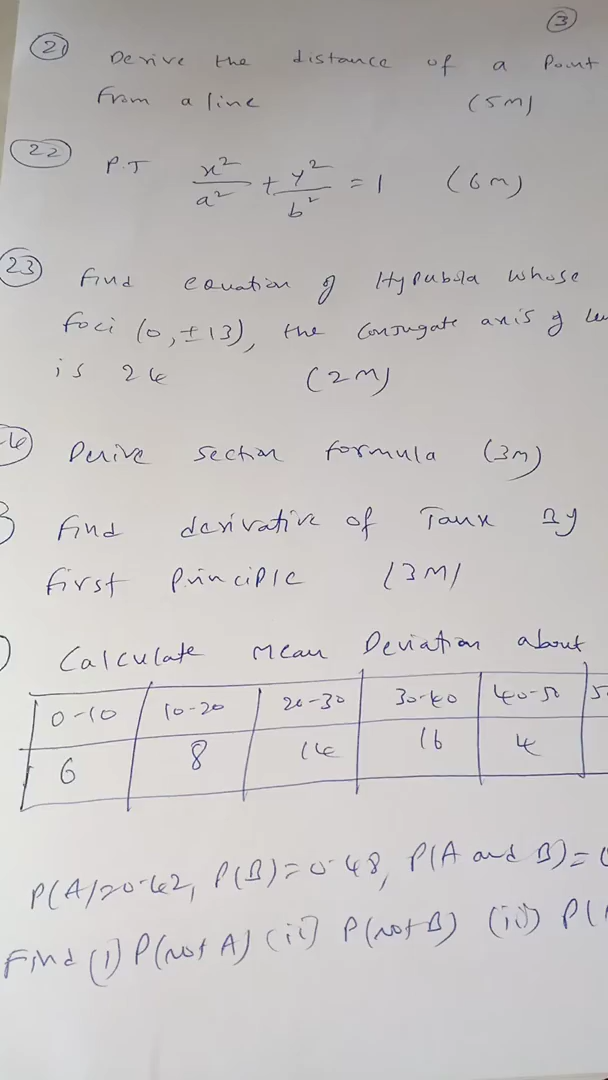 3
21 Derive the distance of a Point
from a line (5M)
22 P.T x²/a² + y²/b² = 1 (6m)
23 Find equation of Hypubola whose
foci (0, ±13), the conjugate axis of
is 24 (2M)
Derive section formula (3m)
Find derivative of Tanx By
first principle (3M)
Calculate Mean Deviation about
0-10 10-20 20-30 30-40 40-50
6 8 14 16 4
P(A)=0.42, P(B)=0.48, P(A and B)=
Find (i) P(not A) (ii) P(not B) (iii) P(